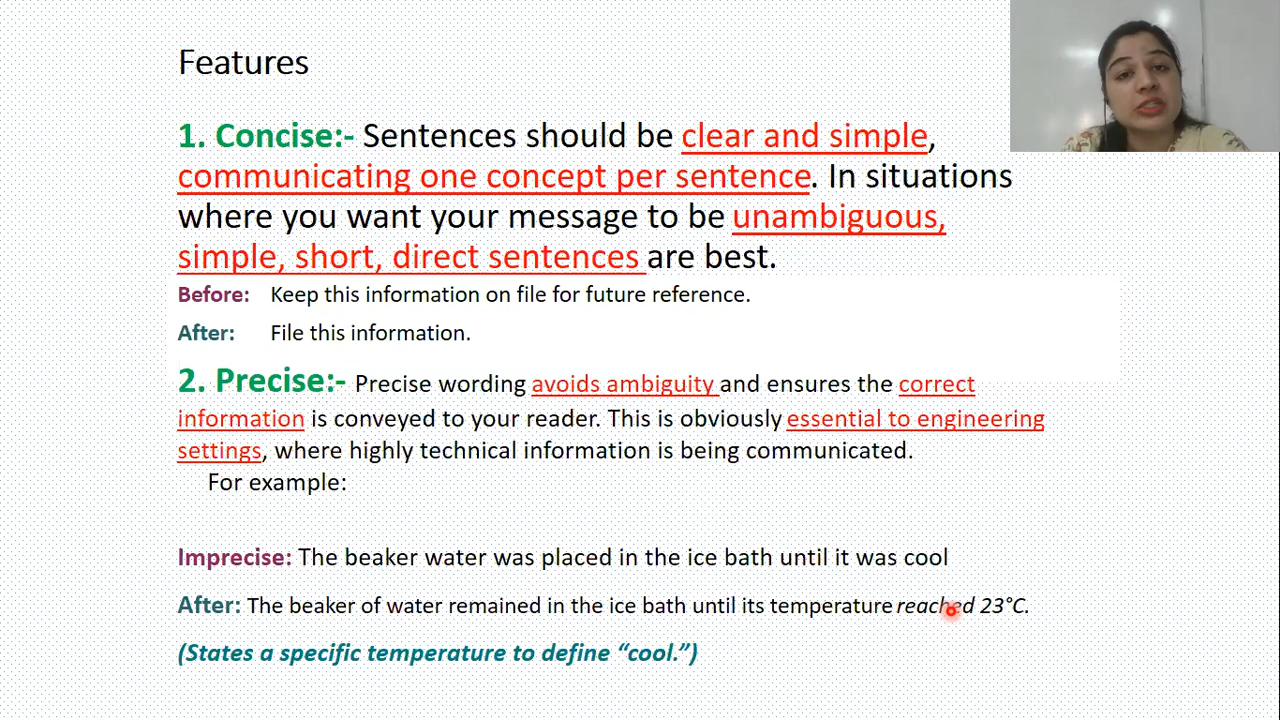 Features
1. Concise:- Sentences should be clear and simple,
communicating one concept per sentence. In situations
where you want your message to be unambiguous,
simple, short, direct sentences are best.
Before: Keep this information on file for future reference.
After: File this information.
2. Precise:- Precise wording avoids ambiguity and ensures the correct
information is conveyed to your reader. This is obviously essential to engineering
settings, where highly technical information is being communicated.
For example:
Imprecise: The beaker water was placed in the ice bath until it was cool
After: The beaker of water remained in the ice bath until its temperature reached 23°C.
(States a specific temperature to define “cool.”)